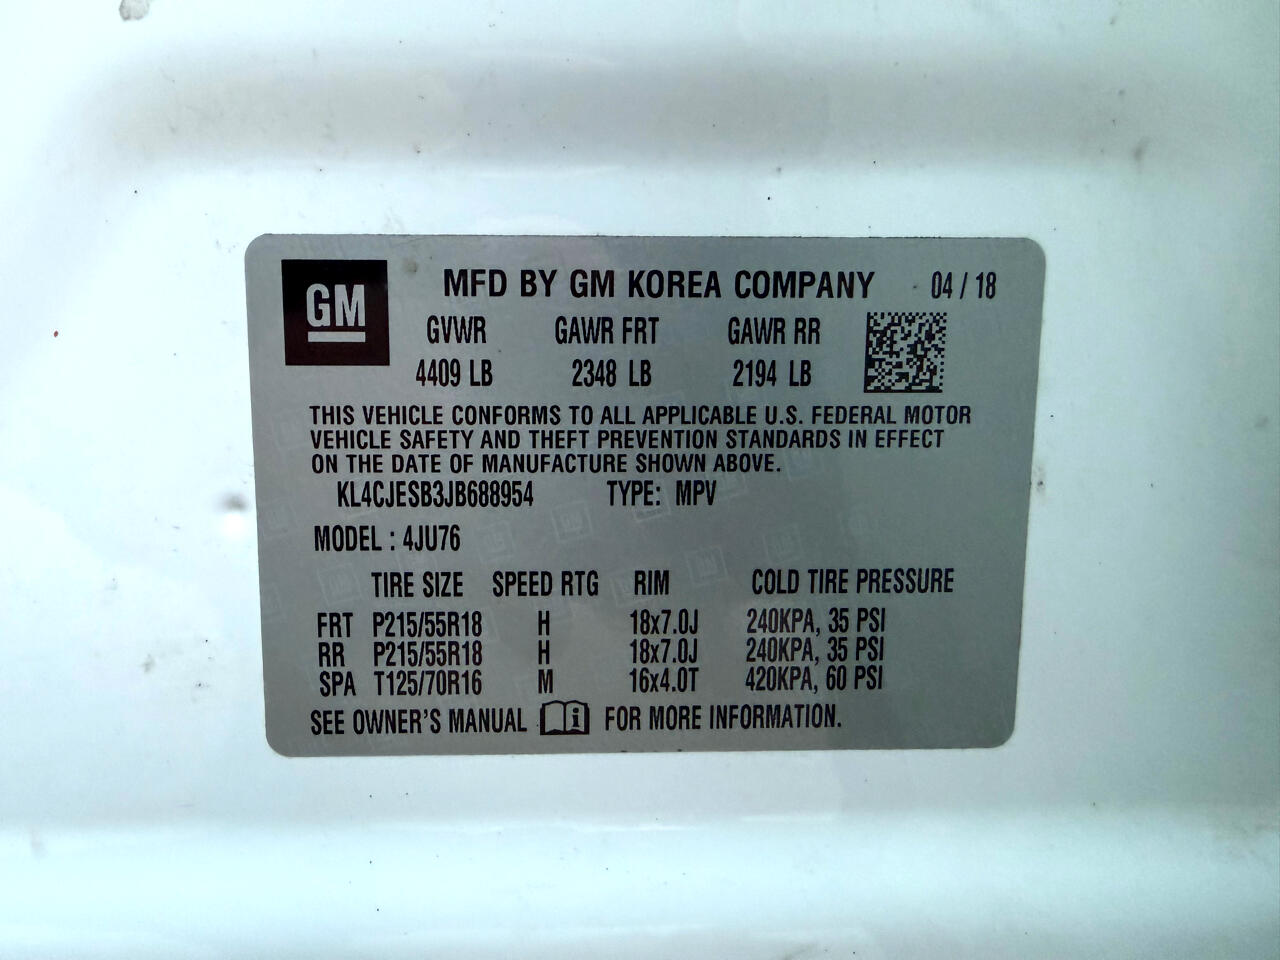 GM
MFD BY GM KOREA COMPANY 04 / 18
GVWR GAWR FRT GAWR RR
4409 LB 2348 LB 2194 LB
THIS VEHICLE CONFORMS TO ALL APPLICABLE U.S. FEDERAL MOTOR
VEHICLE SAFETY AND THEFT PREVENTION STANDARDS IN EFFECT
ON THE DATE OF MANUFACTURE SHOWN ABOVE.
KL4CJESB3JB688954 TYPE: MPV
MODEL : 4JU76
TIRE SIZE SPEED RTG RIM COLD TIRE PRESSURE
FRT P215/55R18 H 18x7.0J 240KPA, 35 PSI
RR P215/55R18 H 18x7.0J 240KPA, 35 PSI
SPA T125/70R16 M 16x4.0T 420KPA, 60 PSI
SEE OWNER'S MANUAL FOR MORE INFORMATION.